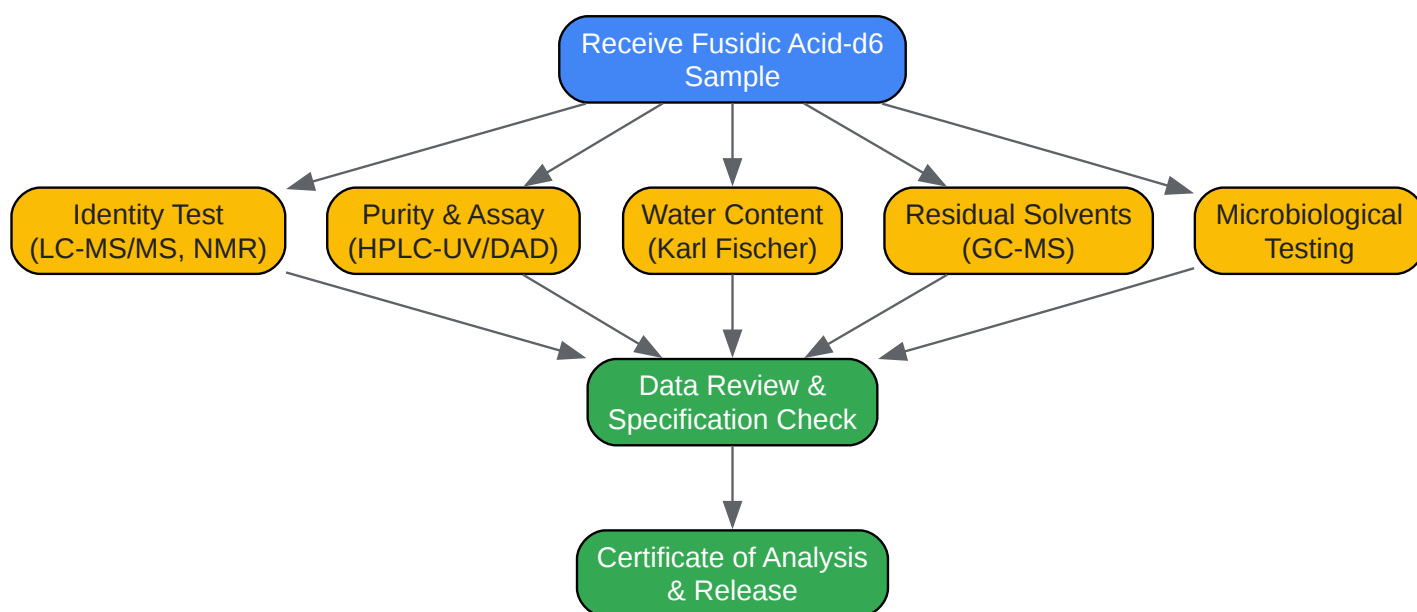 Receive Fusidic Acid-d6
Sample
Identity Test
(LC-MS/MS, NMR)
Purity & Assay
(HPLC-UV/DAD)
Water Content
(Karl Fischer)
Residual Solvents
(GC-MS)
Microbiological
Testing
Data Review &
Specification Check
Certificate of Analysis
& Release